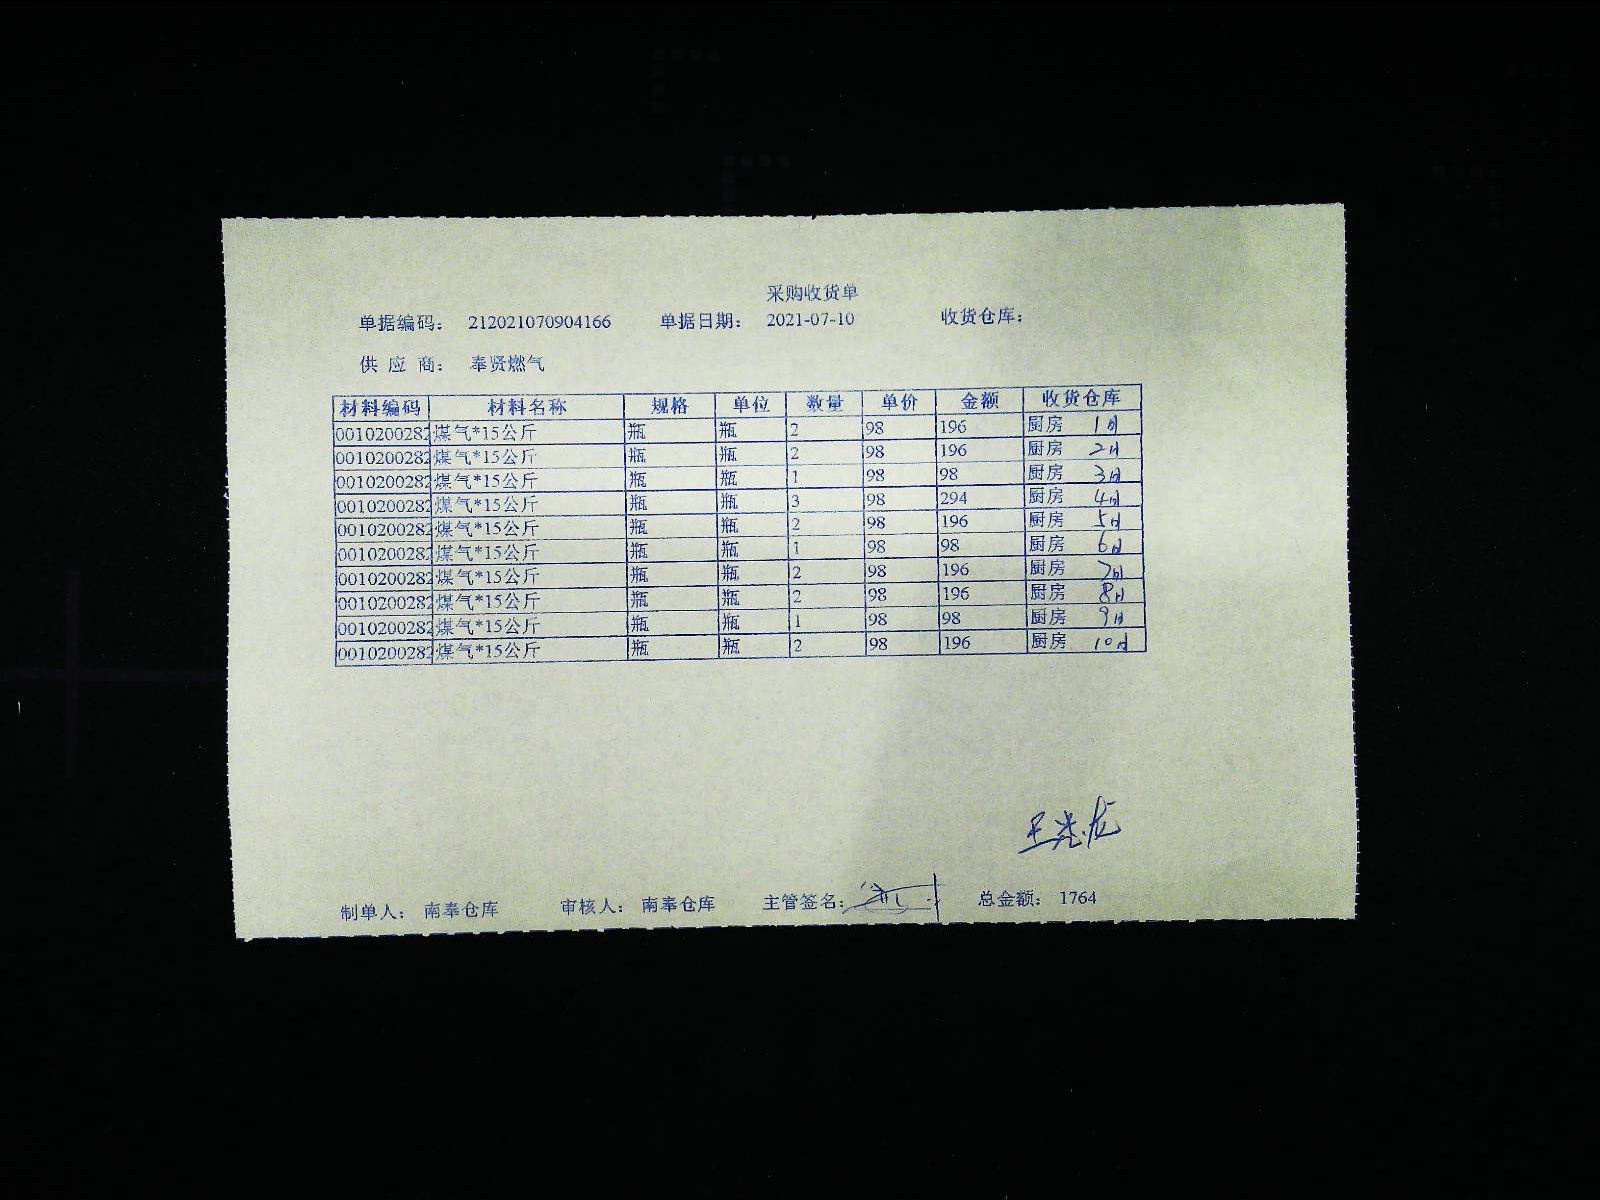 采购收货单
单据编码： 212021070904166 单据日期： 2021-07-10 收货仓库：
供 应 商： 奉贤燃气
材料编码 材料名称 规格 单位 数量 单价 金额 收货仓库
0010200282 煤气*15公斤 瓶 瓶 2 98 196 厨房 1日
0010200282 煤气*15公斤 瓶 瓶 2 98 196 厨房 2日
0010200282 煤气*15公斤 瓶 瓶 1 98 98 厨房 3日
0010200282 煤气*15公斤 瓶 瓶 3 98 294 厨房 4日
0010200282 煤气*15公斤 瓶 瓶 2 98 196 厨房 5日
0010200282 煤气*15公斤 瓶 瓶 1 98 98 厨房 6日
0010200282 煤气*15公斤 瓶 瓶 2 98 196 厨房 7日
0010200282 煤气*15公斤 瓶 瓶 2 98 196 厨房 8日
0010200282 煤气*15公斤 瓶 瓶 1 98 98 厨房 9日
0010200282 煤气*15公斤 瓶 瓶 2 98 196 厨房 10日
制单人： 南奉仓库 审核人： 南奉仓库 主管签名： 总金额： 1764